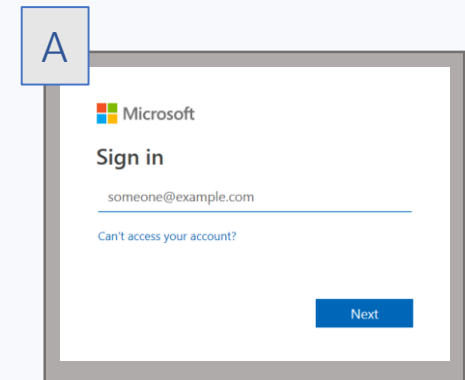 A
Microsoft
Sign in
someone@example.com
Can't access your account?
Next